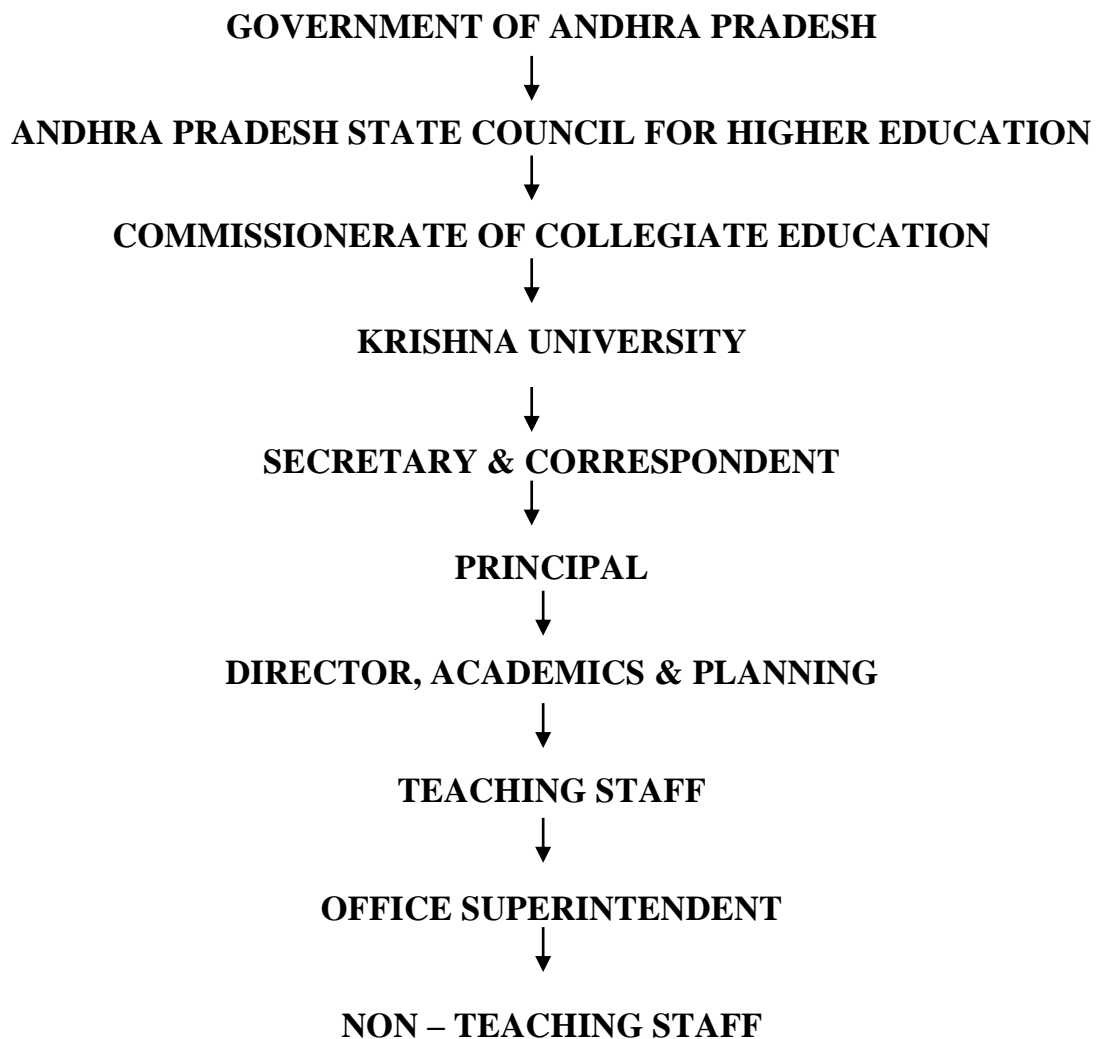 GOVERNMENT OF ANDHRA PRADESH
ANDHRA PRADESH STATE COUNCIL FOR HIGHER EDUCATION
COMMISSIONERATE OF COLLEGIATE EDUCATION
KRISHNA UNIVERSITY
SECRETARY & CORRESPONDENT
PRINCIPAL
DIRECTOR, ACADEMICS & PLANNING
TEACHING STAFF
OFFICE SUPERINTENDENT
NON – TEACHING STAFF